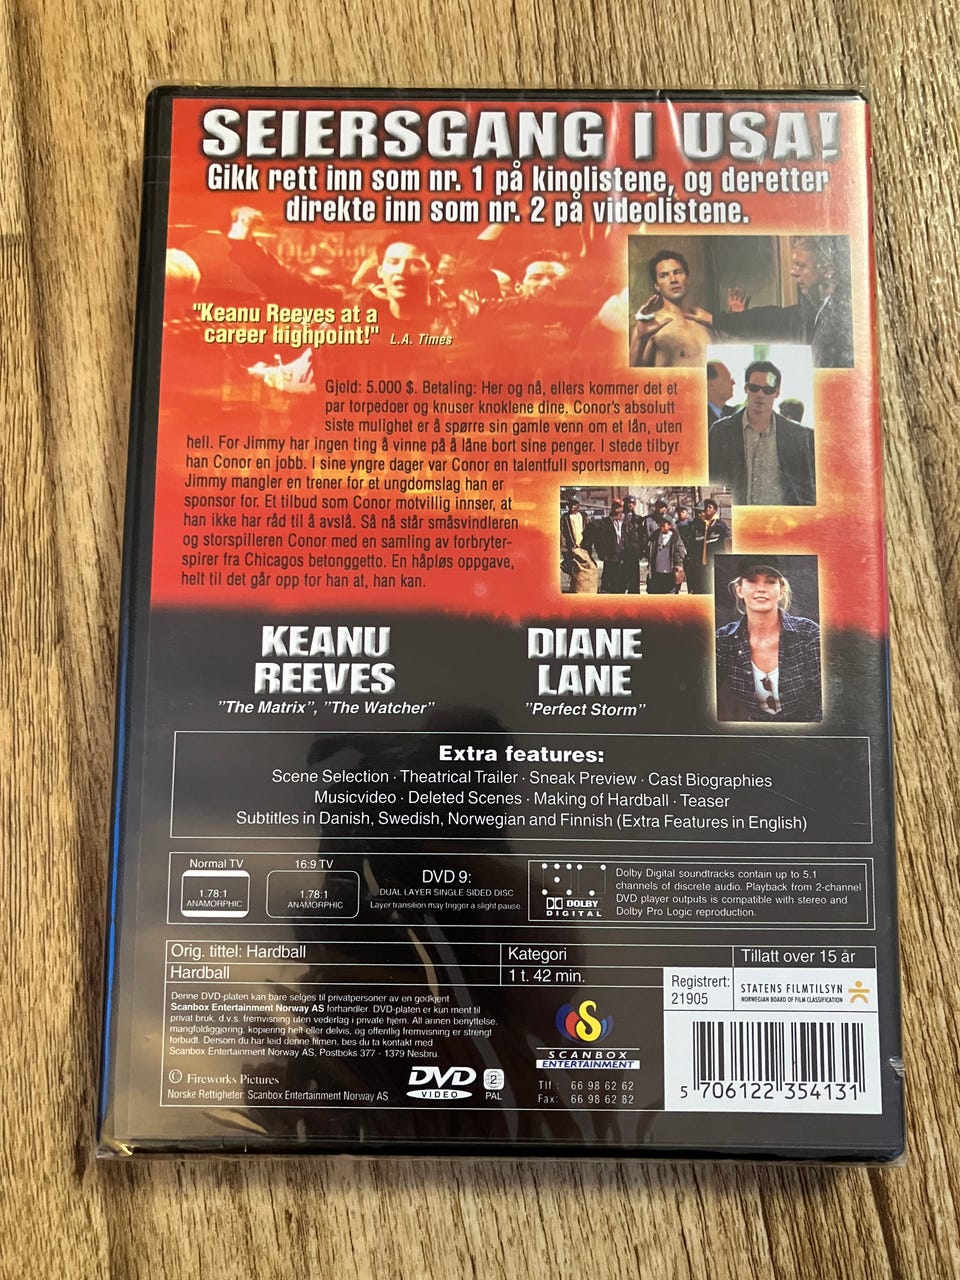 SEIERSGANG I USA!
Gikk rett inn som nr. 1 på kinolistene, og deretter
direkte inn som nr. 2 på videolistene.
"Keanu Reeves at a
career highpoint!" L.A. Times
Gjeld: 5.000 $. Betaling: Her og nå, ellers kommer det et
par torpedoer og knuser knoklene dine. Conor's absolutt
siste mulighet er å spørre sin gamle venn om et lån, uten
hell. For Jimmy har ingen ting å vinne på å låne bort sine penger. I stede tilbyr
han Conor en jobb. I sine yngre dager var Conor en talentfull sportsmann, og
Jimmy mangler en trener for et ungdomslag han er
sponsor for. Et tilbud som Conor motvillig innser, at
han ikke har råd til å avslå. Så nå står småsvindleren
og storspilleren Conor med en samling av forbryter-
spirer fra Chicagos betonggetto. En håpløs oppgave,
helt til det går opp for han at, han kan.
KEANU
REEVES
"The Matrix", "The Watcher"
DIANE
LANE
"Perfect Storm"
Extra features:
Scene Selection · Theatrical Trailer · Sneak Preview · Cast Biographies
Musicvideo · Deleted Scenes · Making of Hardball · Teaser
Subtitles in Danish, Swedish, Norwegian and Finnish (Extra Features in English)
Normal TV
1.78:1
ANAMORPHIC
16:9 TV
1.78:1
ANAMORPHIC
DVD 9:
DUAL LAYER SINGLE SIDED DISC
Layer transition may trigger a slight pause.
DOLBY
DIGITAL
Dolby Digital soundtracks contain up to 5.1
channels of discrete audio. Playback from 2-channel
DVD player outputs is compatible with stereo and
Dolby Pro Logic reproduction.
Orig. tittel: Hardball
Hardball
Kategori
1 t. 42 min.
Tillatt over 15 år
Registrert:
21905
STATENS FILMTILSYN
NORWEGIAN BOARD OF FILM CLASSIFICATION
Denne DVD-platen kan bare selges til privatpersoner av en godkjent
Scanbox Entertainment Norway AS forhandler. DVD-platen er kun ment til
privat bruk, d.v.s. fremvisning uten vederlag i private hjem. All annen benyttelse,
mangfoldiggjøring, kopiering helt eller delvis, og offentlig fremvisning er strengt
forbudt. Dersom du har leid denne filmen, bes du ta kontakt med
Scanbox Entertainment Norway AS, Postboks 377 - 1379 Nesbru.
© Fireworks Pictures
Norske Rettigheter: Scanbox Entertainment Norway AS
DVD
VIDEO
2
PAL
S
SCANBOX
ENTERTAINMENT
Tlf.: 66 98 62 62
Fax: 66 98 62 82
5 706122 354131